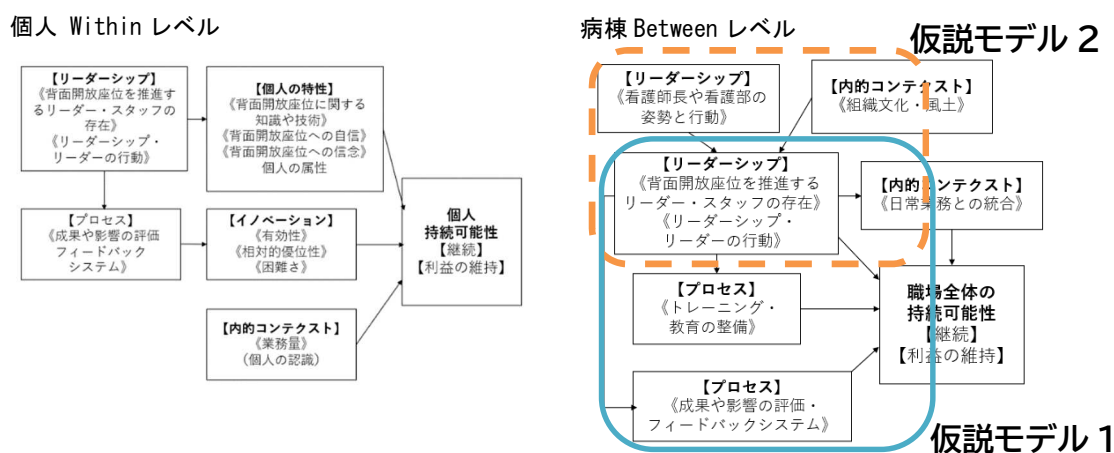 個人 Within レベル
【リーダーシップ】
《背面開放座位を推進す
るリーダー・スタッフの
存在》
《リーダーシップ・
リーダーの行動》
【個人の特性】
《背面開放座位に関する
知識や技術》
《背面開放座位への自信》
《背面開放座位への信念》
個人の属性
【プロセス】
《成果や影響の評価
フィードバック
システム》
【イノベーション】
《有効性》
《相対的優位性》
《困難さ》
個人
持続可能性
【継続】
【利益の維持】
【内的コンテクスト】
《業務量》
（個人の認識）
病棟 Between レベル
仮説モデル 2
【リーダーシップ】
《看護師長や看護部の
姿勢と行動》
【内的コンテクスト】
《組織文化・風土》
【リーダーシップ】
《背面開放座位を推進する
リーダー・スタッフの存在》
《リーダーシップ・
リーダーの行動》
【内的コンテクスト】
《日常業務との統合》
【プロセス】
《トレーニング・
教育の整備》
職場全体の
持続可能性
【継続】
【利益の維持】
【プロセス】
《成果や影響の評価・
フィードバックシステム》
仮説モデル 1